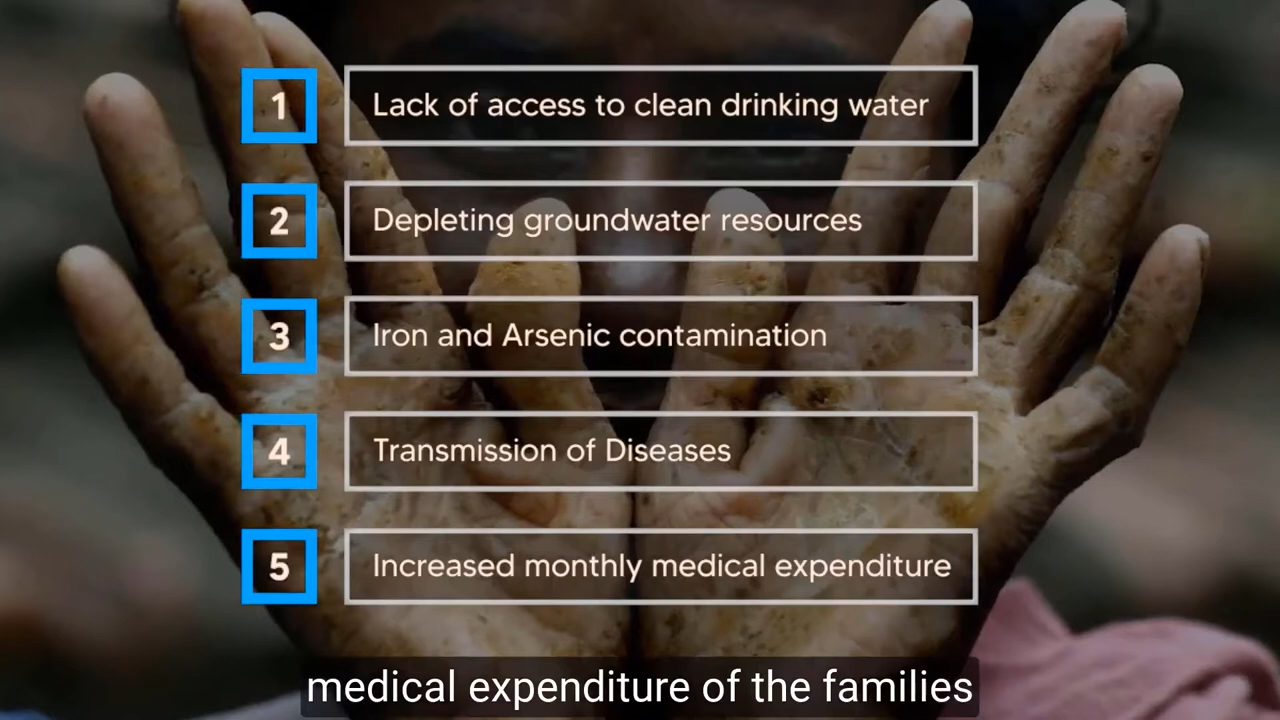 1 Lack of access to clean drinking water
2 Depleting groundwater resources
3 Iron and Arsenic contamination
4 Transmission of Diseases
5 Increased monthly medical expenditure
medical expenditure of the families